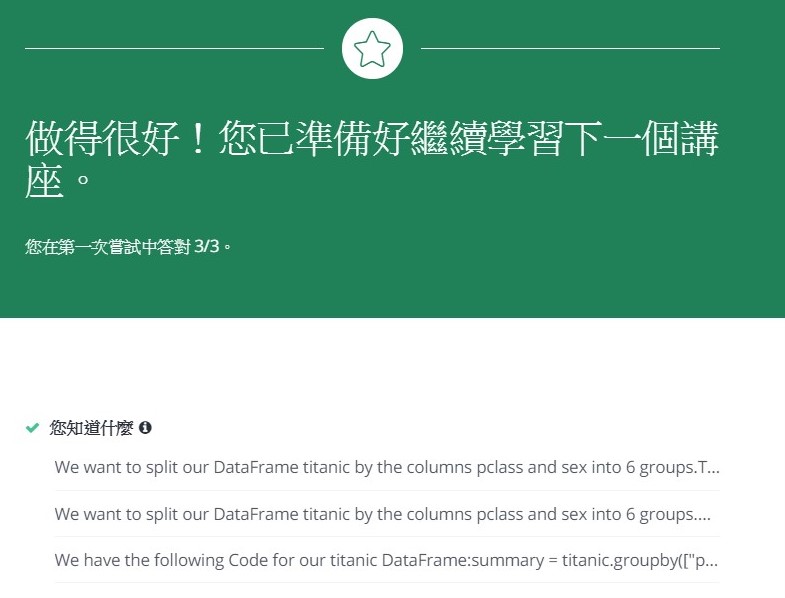 做得很好！您已準備好繼續學習下一個講
座。
您在第一次嘗試中答對 3/3。
您知道什麼
We want to split our DataFrame titanic by the columns pclass and sex into 6 groups.T...
We want to split our DataFrame titanic by the columns pclass and sex into 6 groups....
We have the following Code for our titanic DataFrame:summary = titanic.groupby(["p...